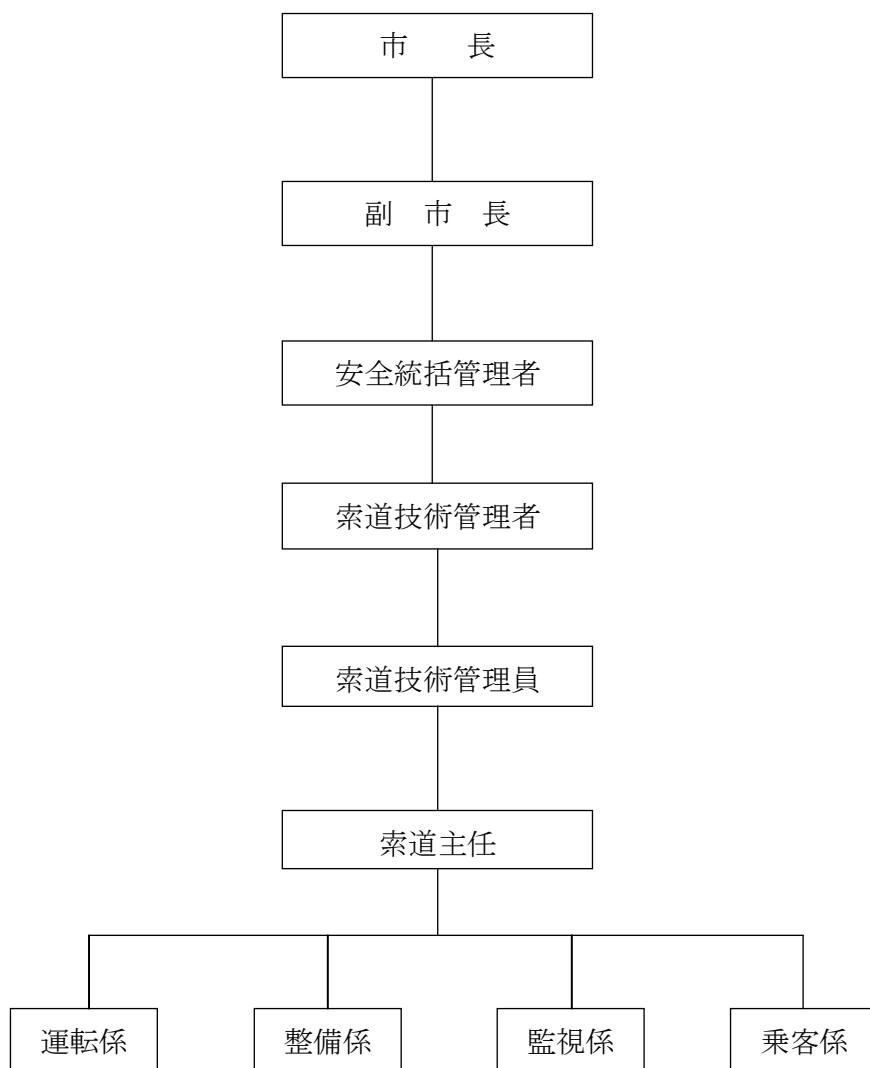 市　　長
副　市　長
安全統括管理者
索道技術管理者
索道技術管理員
索道主任
運転係　整備係　監視係　乗客係